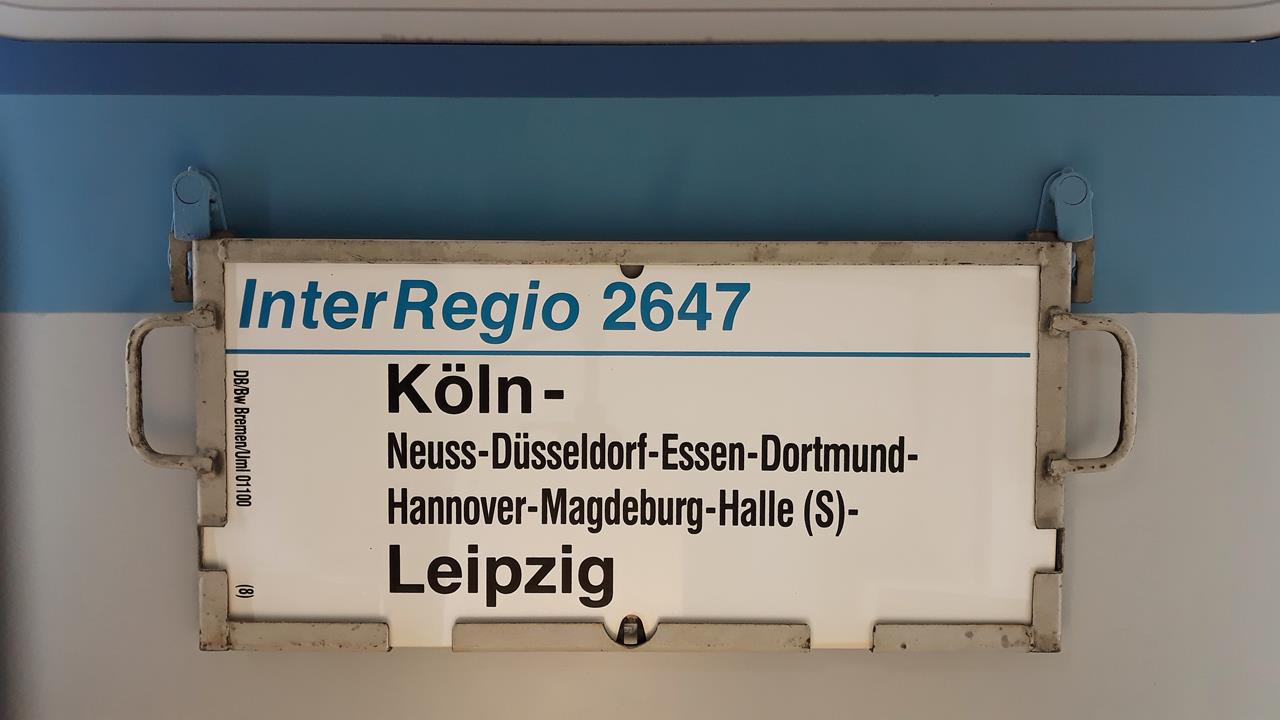 InterRegio 2647
Köln-
Neuss-Düsseldorf-Essen-Dortmund-
Hannover-Magdeburg-Halle (S)-
Leipzig
DB/Bw Bremen/Uml 01100
(8)